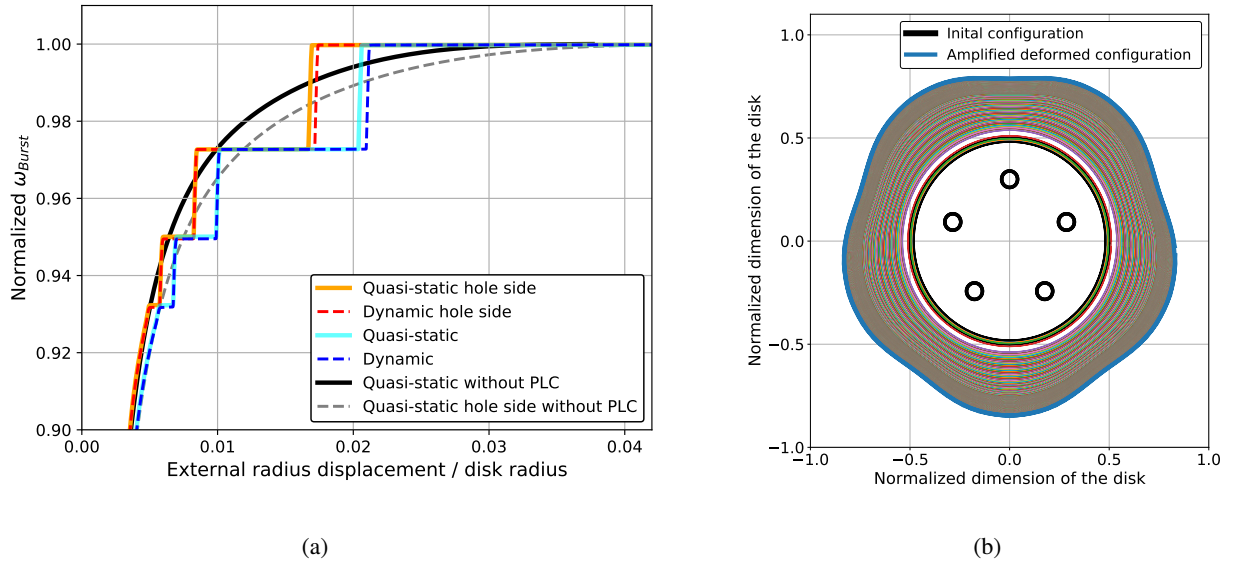 1.00
0.98
0.96
0.94
0.92
0.90
0.00
0.01
0.02
0.03
0.04
Normalized ω_Burst
External radius displacement / disk radius
Quasi-static hole side
Dynamic hole side
Quasi-static
Dynamic
Quasi-static without PLC
Quasi-static hole side without PLC
(a)
Inital configuration
Amplified deformed configuration
1.0
0.5
0.0
−0.5
−1.0
−1.0
−0.5
0.0
0.5
1.0
Normalized dimension of the disk
Normalized dimension of the disk
(b)